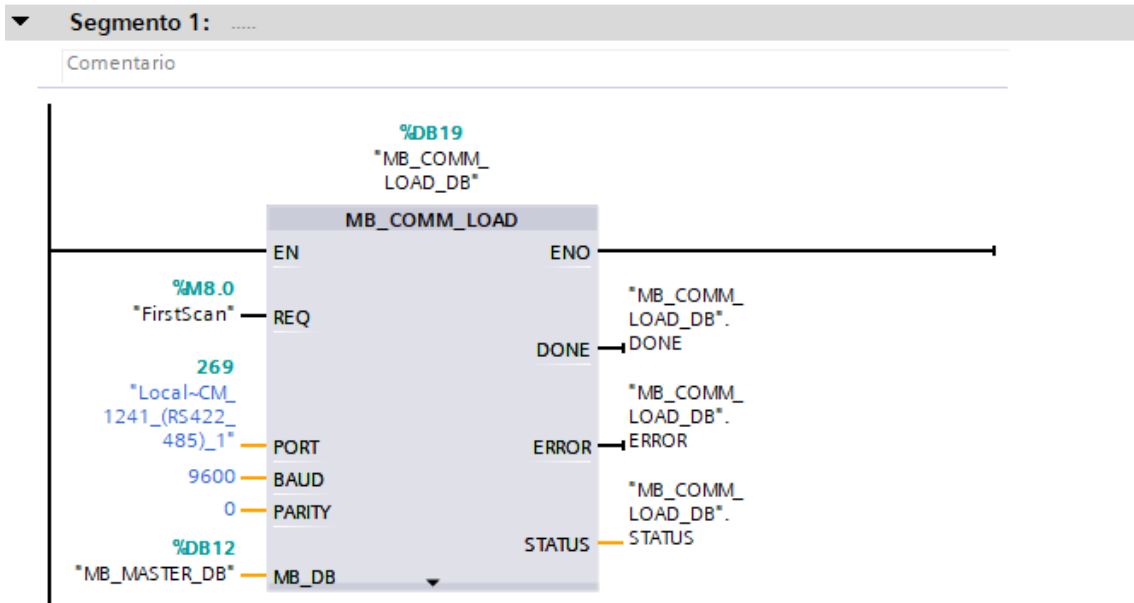 Segmento 1: .....
Comentario
%DB19
"MB_COMM_
LOAD_DB"
MB_COMM_LOAD
EN
ENO
%M8.0
"FirstScan"
REQ
"MB_COMM_
LOAD_DB".
DONE
DONE
269
"Local~CM_
1241_(RS422_
485)_1"
PORT
"MB_COMM_
LOAD_DB".
ERROR
ERROR
9600
BAUD
0
PARITY
"MB_COMM_
LOAD_DB".
STATUS
STATUS
%DB12
"MB_MASTER_DB"
MB_DB